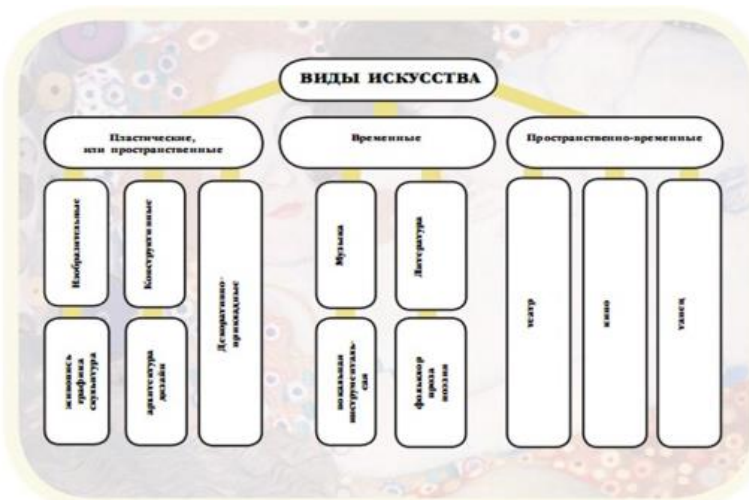 ВИДЫ ИСКУССТВА
Пластические,
или пространственные
Временные
Пространственно-временные
Изобразительные
Конструктивные
Декоративно-
прикладные
Музыка
Литература
театр
кино
танец
живопись
графика
скульптура
архитектура
дизайн
вокальная
инструменталь-
ная
фольклор
проза
поэзия